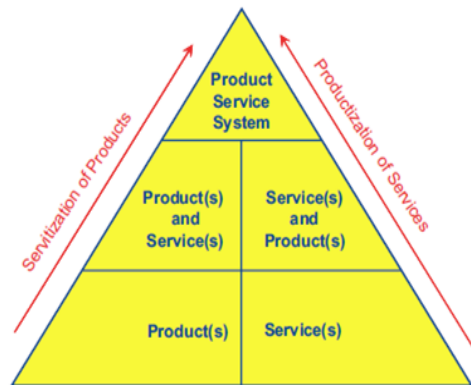 Servitization of Products
Productization of Services
Product
Service
System
Product(s)
and
Service(s)
Service(s)
and
Product(s)
Product(s)
Service(s)